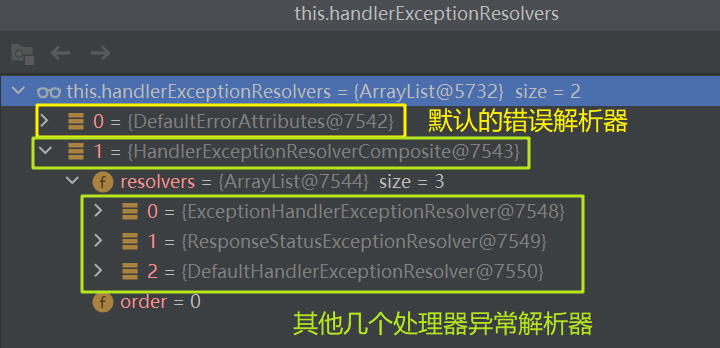 this.handlerExceptionResolvers
this.handlerExceptionResolvers = {ArrayList@5732} size = 2
0 = {DefaultErrorAttributes@7542}
默认的错误解析器
1 = {HandlerExceptionResolverComposite@7543}
f resolvers = {ArrayList@7544} size = 3
0 = {ExceptionHandlerExceptionResolver@7548}
1 = {ResponseStatusExceptionResolver@7549}
2 = {DefaultHandlerExceptionResolver@7550}
f order = 0
其他几个处理器异常解析器